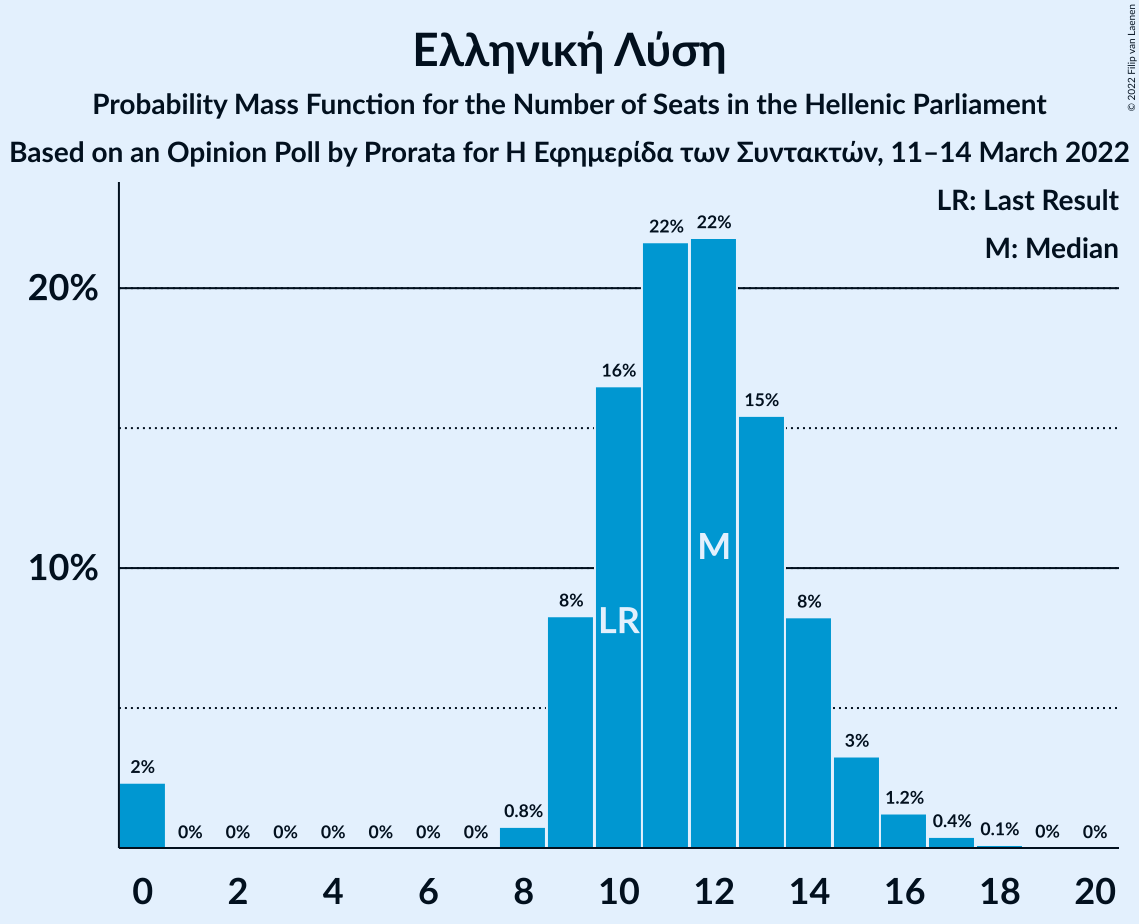 Ελληνική Λύση
Probability Mass Function for the Number of Seats in the Hellenic Parliament
Based on an Opinion Poll by Prorata for Η Εφημερίδα των Συντακτών, 11–14 March 2022
© 2022 Filip van Laenen
LR: Last Result
M: Median
22% 22%
20%
16%
15%
M
10%
8% 8%
LR
3%
2%
1.2%
0.8%
0.4%
0.1%
0% 0% 0% 0% 0% 0% 0% 0% 0%
0 2 4 6 8 10 12 14 16 18 20